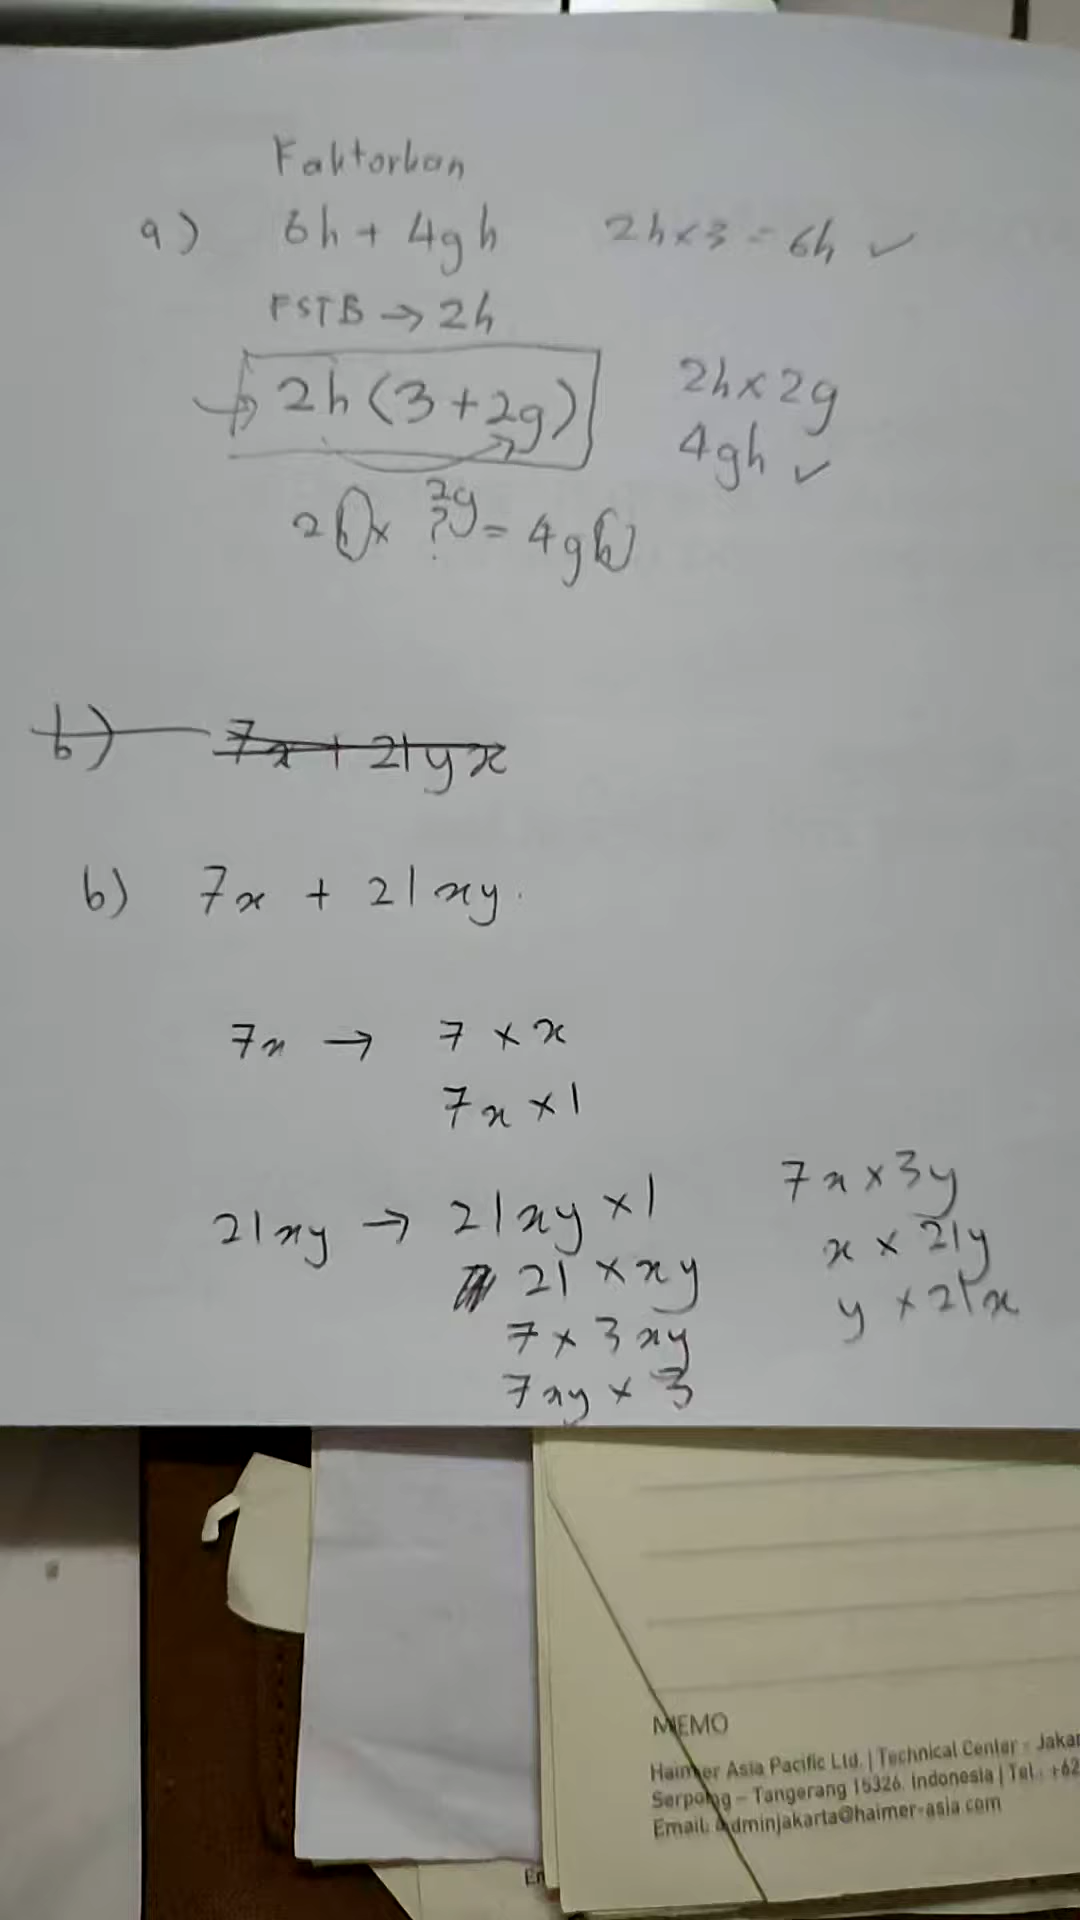 Faktorkan
a) 6h + 4gh
2h×3 = 6h ✓
FSTB → 2h
→ 2h(3+2g)
2h×2g
4gh ✓
2g
2h × ? = 4gh
b) 7x + 21yx
b) 7x + 21xy.
7x → 7 × x
7x × 1
21xy → 21xy × 1
21 × xy
7 × 3xy
7xy × 3
7x × 3y
x × 21y
y × 21x
MEMO
Haimer Asia Pacific Ltd. | Technical Center - Jakar
Serpong – Tangerang 15326. Indonesia | Tel.: +62
Email: adminjakarta@haimer-asia.com